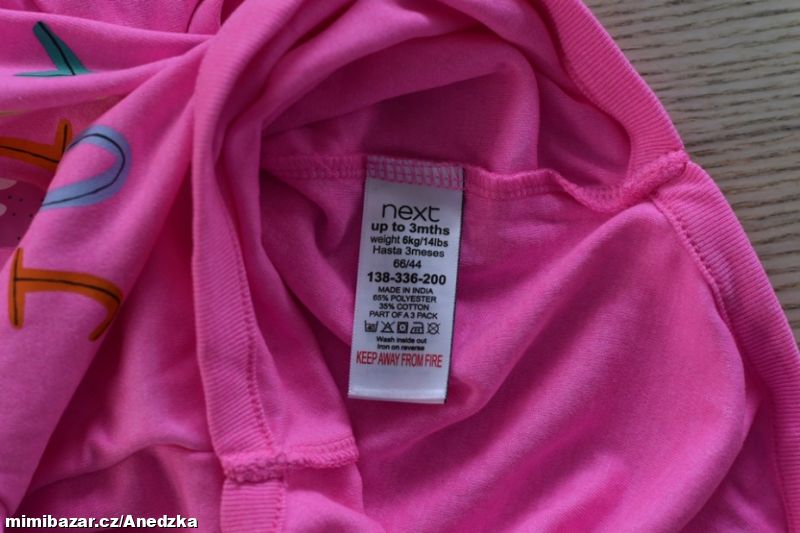 next
up to 3mths
weight 6kg/14lbs
Hasta 3meses
66/44
138-336-200
MADE IN INDIA
65% POLYESTER
35% COTTON
PART OF A 3 PACK
Wash inside out
Iron on reverse
KEEP AWAY FROM FIRE
mimibazar.cz/Anedzka